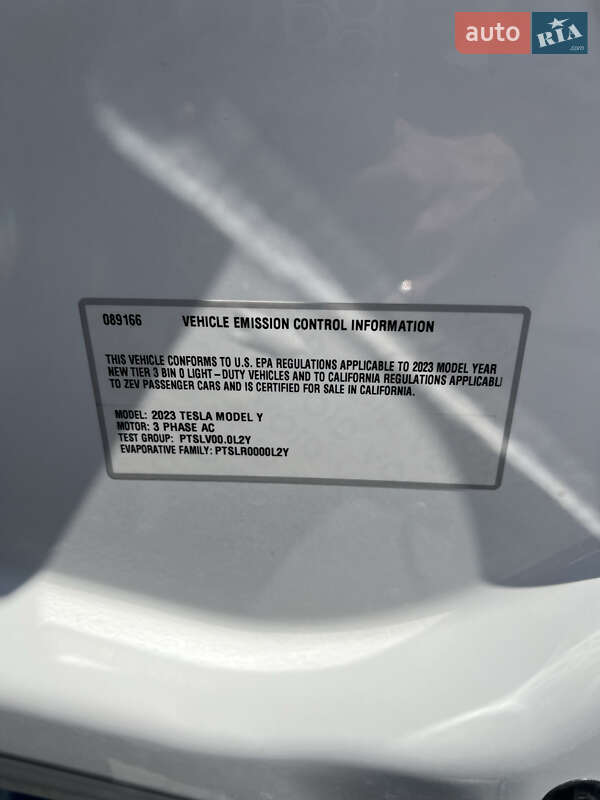 auto RIA.com
089166 VEHICLE EMISSION CONTROL INFORMATION
THIS VEHICLE CONFORMS TO U.S. EPA REGULATIONS APPLICABLE TO 2023 MODEL YEAR
NEW TIER 3 BIN 0 LIGHT-DUTY VEHICLES AND TO CALIFORNIA REGULATIONS APPLICABL
TO ZEV PASSENGER CARS AND IS CERTIFIED FOR SALE IN CALIFORNIA.
MODEL: 2023 TESLA MODEL Y
MOTOR: 3 PHASE AC
TEST GROUP: PTSLV00.0L2Y
EVAPORATIVE FAMILY: PTSLR0000L2Y